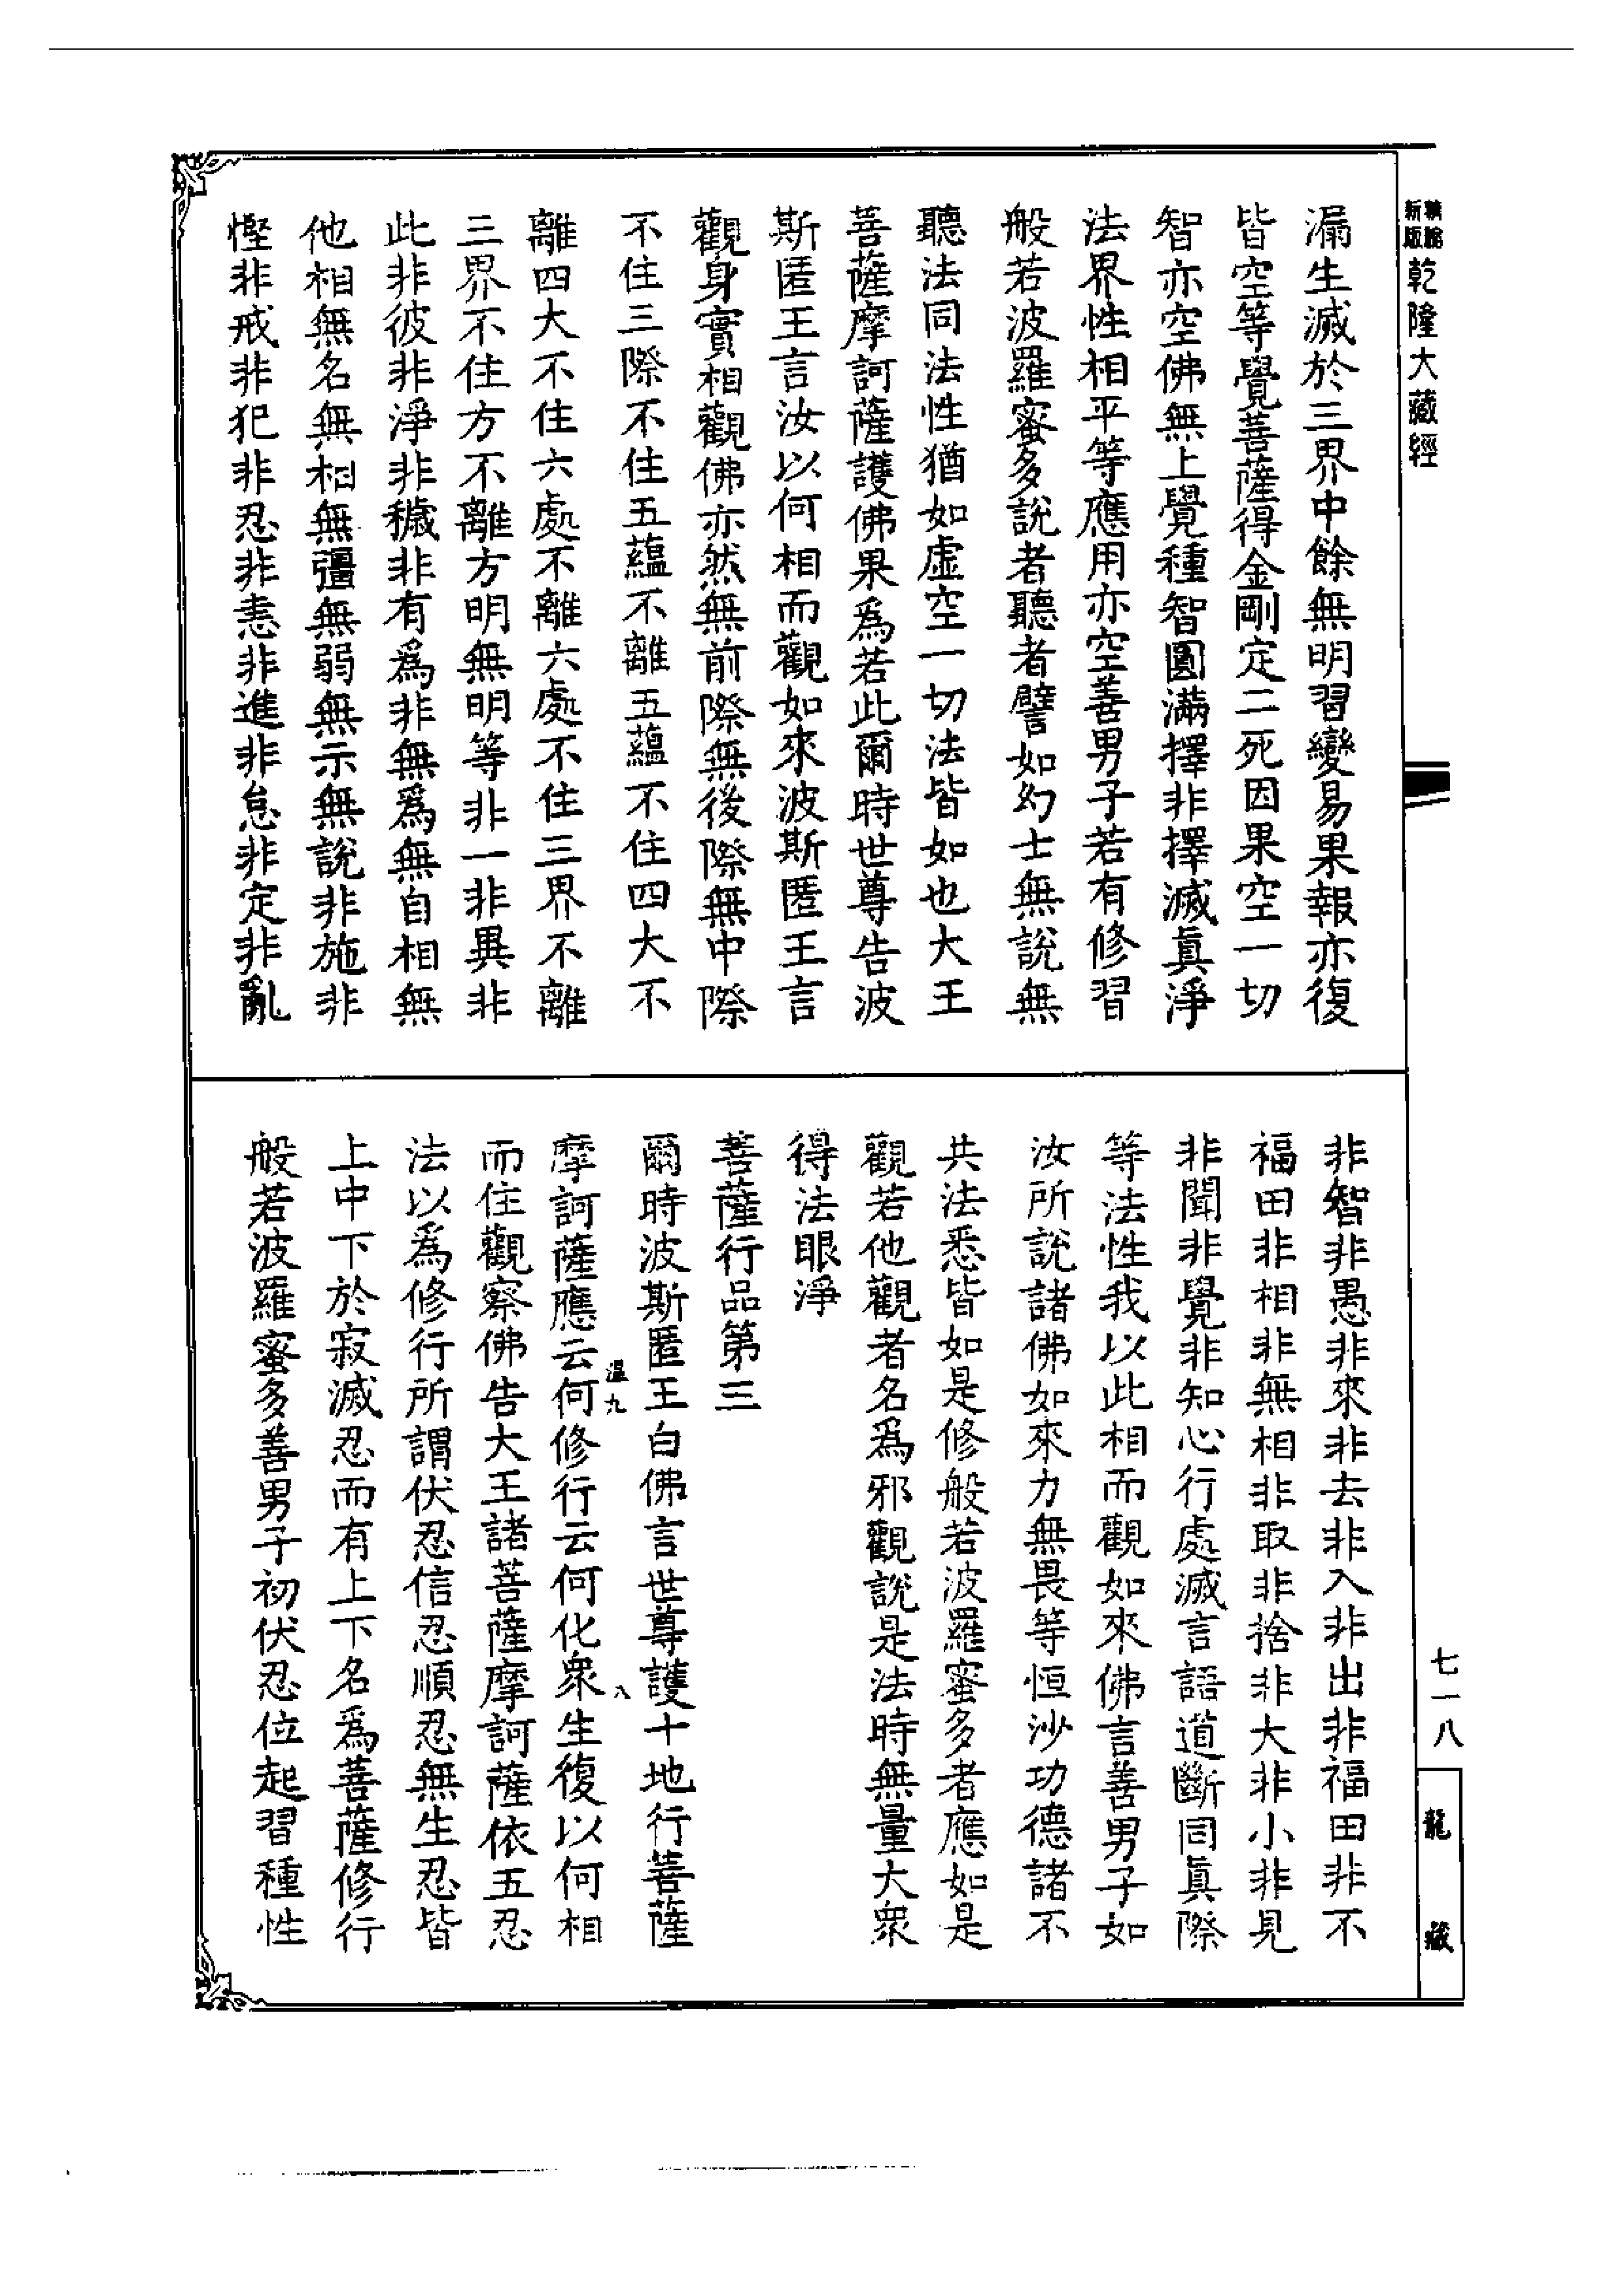 新版
精縮
乾隆大藏經
漏生滅於三界中餘無明習變易果報亦復
皆空等覺菩薩得金剛定二死因果空一切
智亦空佛無上覺種智圓滿擇非擇滅真淨
法界性相平等應用亦空善男子若有修習
般若波羅蜜多說者聽者譬如幻士無說無
聽法同法性猶如虛空一切法皆如也大王
菩薩摩訶薩護佛果為若此爾時世尊告波
斯匿王言汝以何相而觀如來波斯匿王言
觀身實相觀佛亦然無前際無後際無中際
不住三際不住五蘊不離五蘊不住四大不
離四大不住六處不離六處不住三界不離
三界不住方不離方明無明等非一非異非
此非彼非淨非穢非有為非無為無自相無
他相無名無相無彊無弱無示無說非施非
慳非戒非犯非忍非恚非進非怠非定非亂
非智非愚非來非去非入非出非福田非不
福田非相非無相非取非捨非大非小非見
非聞非覺非知心行處滅言語道斷同真際
等法性我以此相而觀如來佛言善男子如
汝所說諸佛如來力無畏等恒沙功德諸不
共法悉皆如是修般若波羅蜜多者應如是
觀若他觀者名為邪觀說是法時無量大眾
得法眼淨
菩薩行品第三
爾時波斯匿王白佛言世尊護十地行菩薩
摩訶薩應云何修行云何化眾生復以何相
溫九
八
而住觀察佛告大王諸菩薩摩訶薩依五忍
法以為修行所謂伏忍信忍順忍無生忍皆
上中下於寂滅忍而有上下名為菩薩修行
般若波羅蜜多善男子初伏忍位起習種性
七一八
龍藏